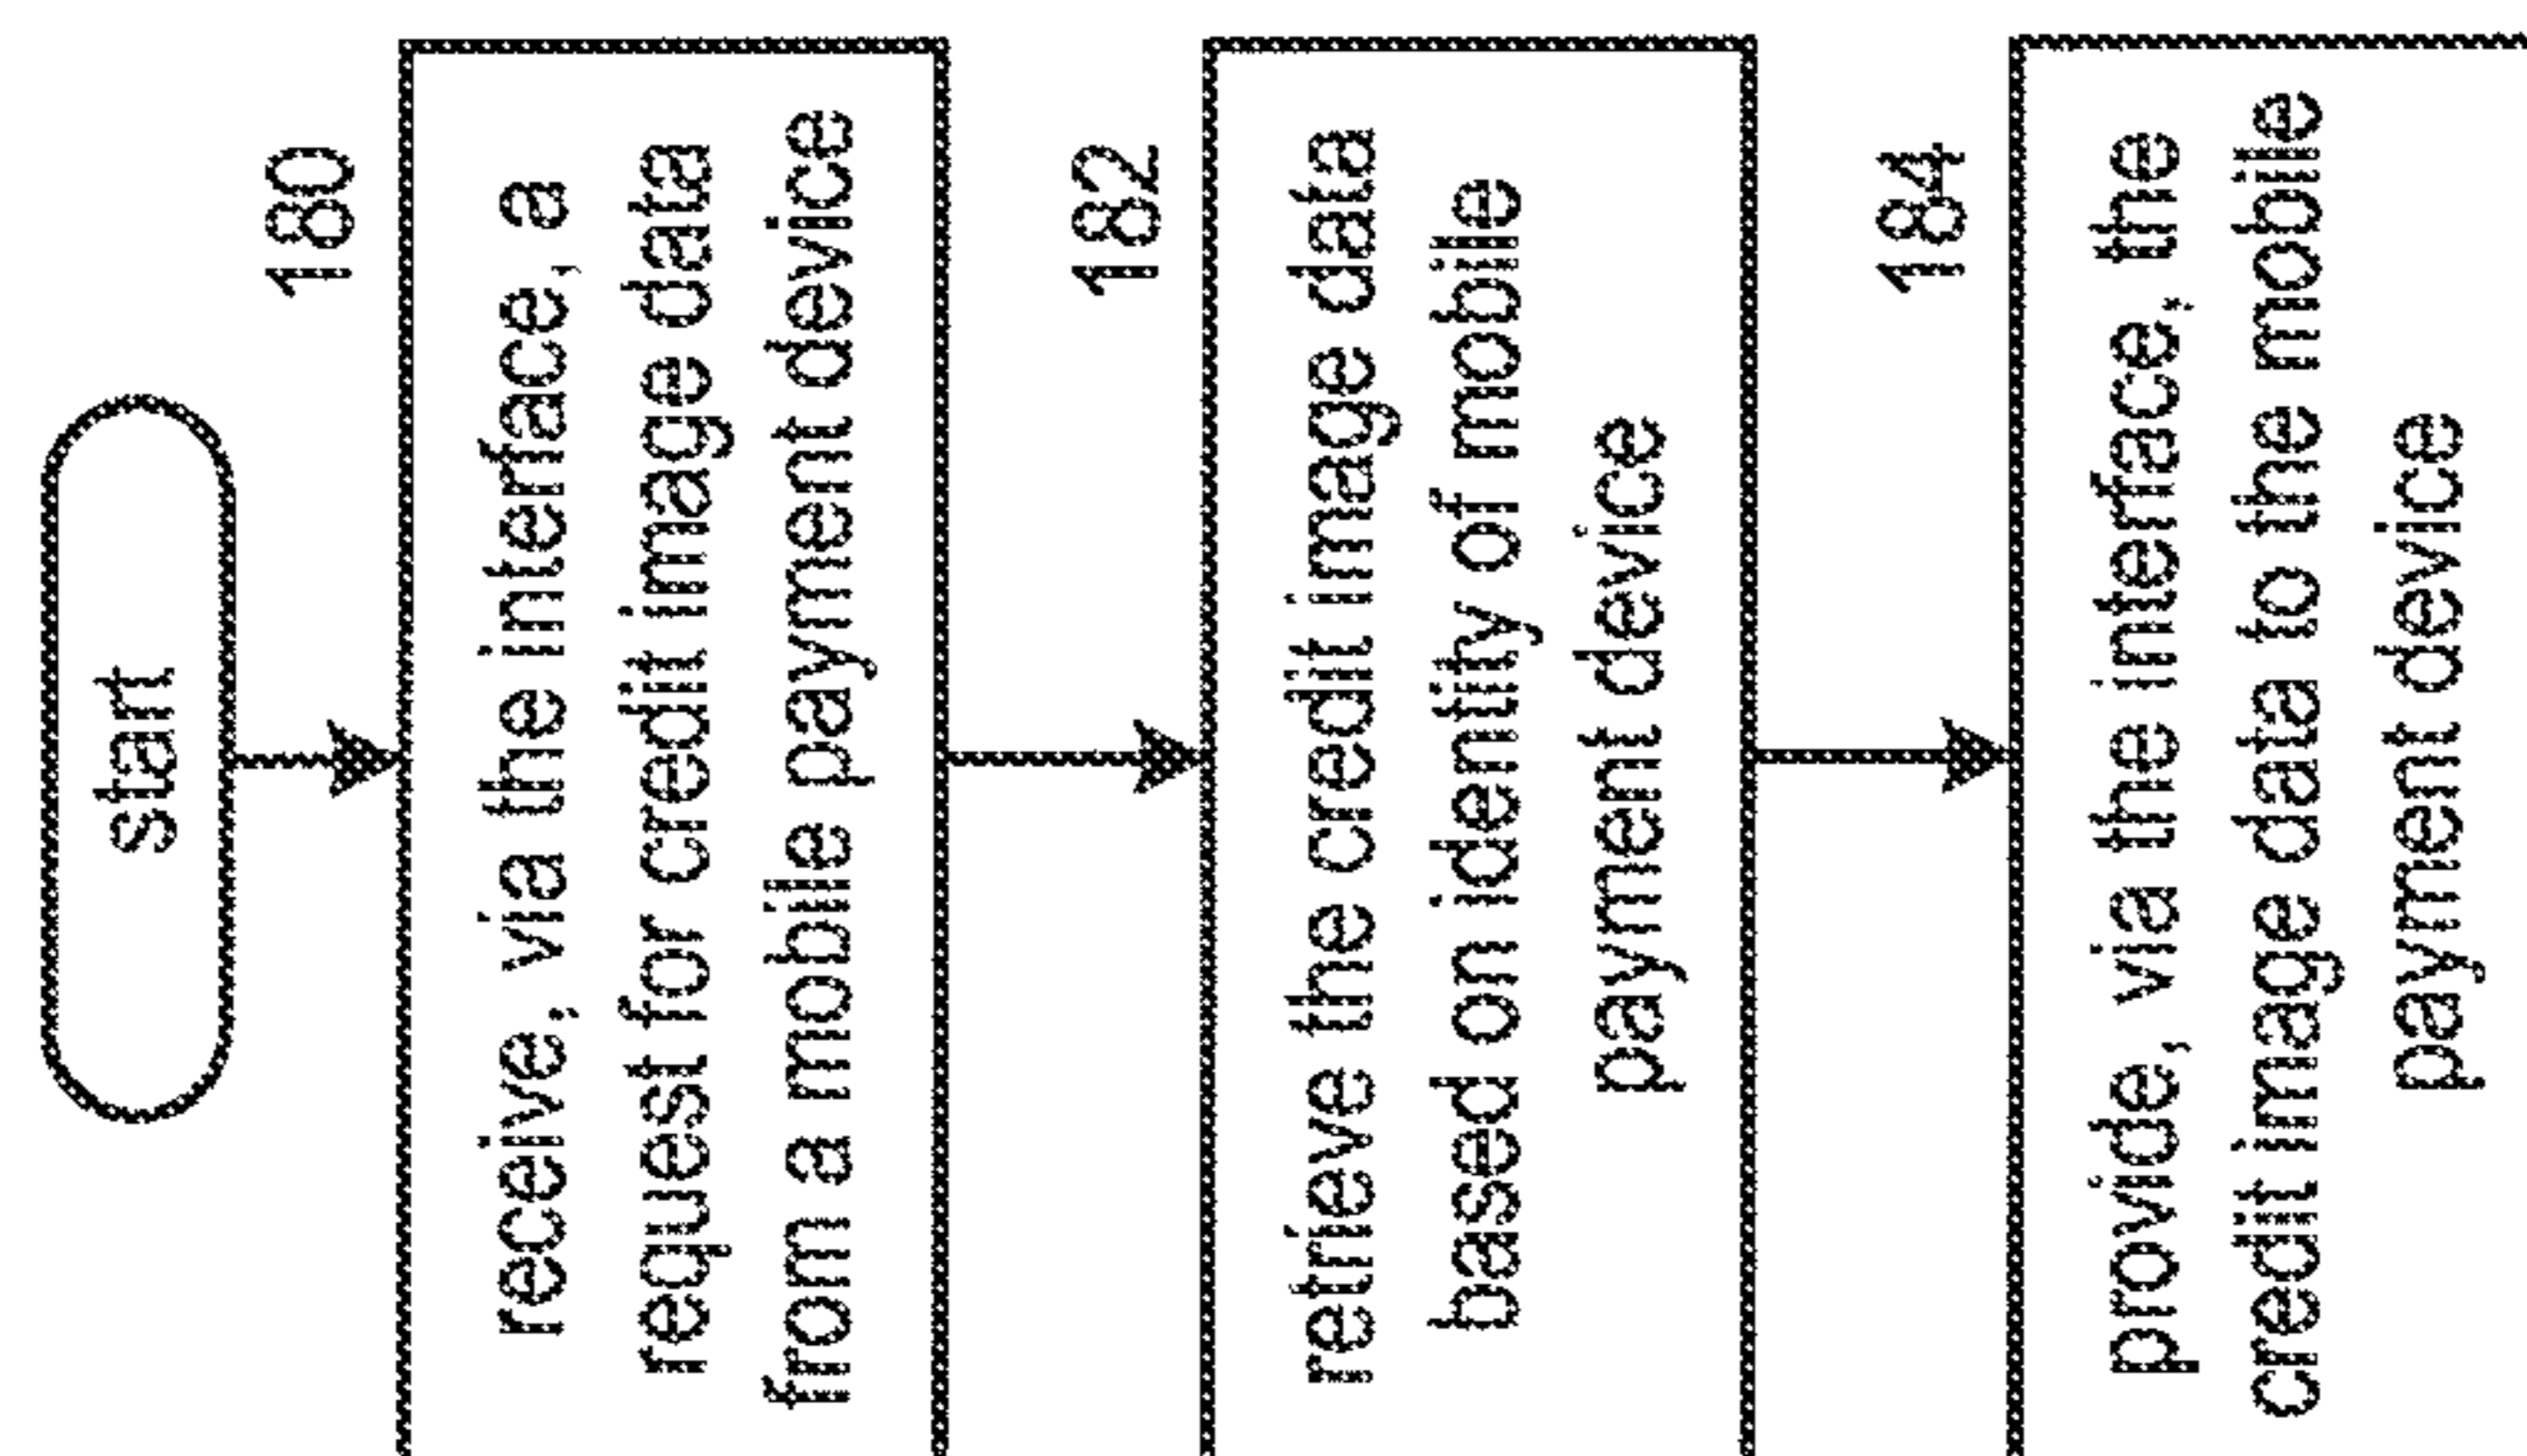 start
180
receive, via the interface, a
request for credit image data
from a mobile payment device
182
retrieve the credit image data
based on identity of mobile
payment device
184
provide, via the interface, the
credit image data to the mobile
payment device